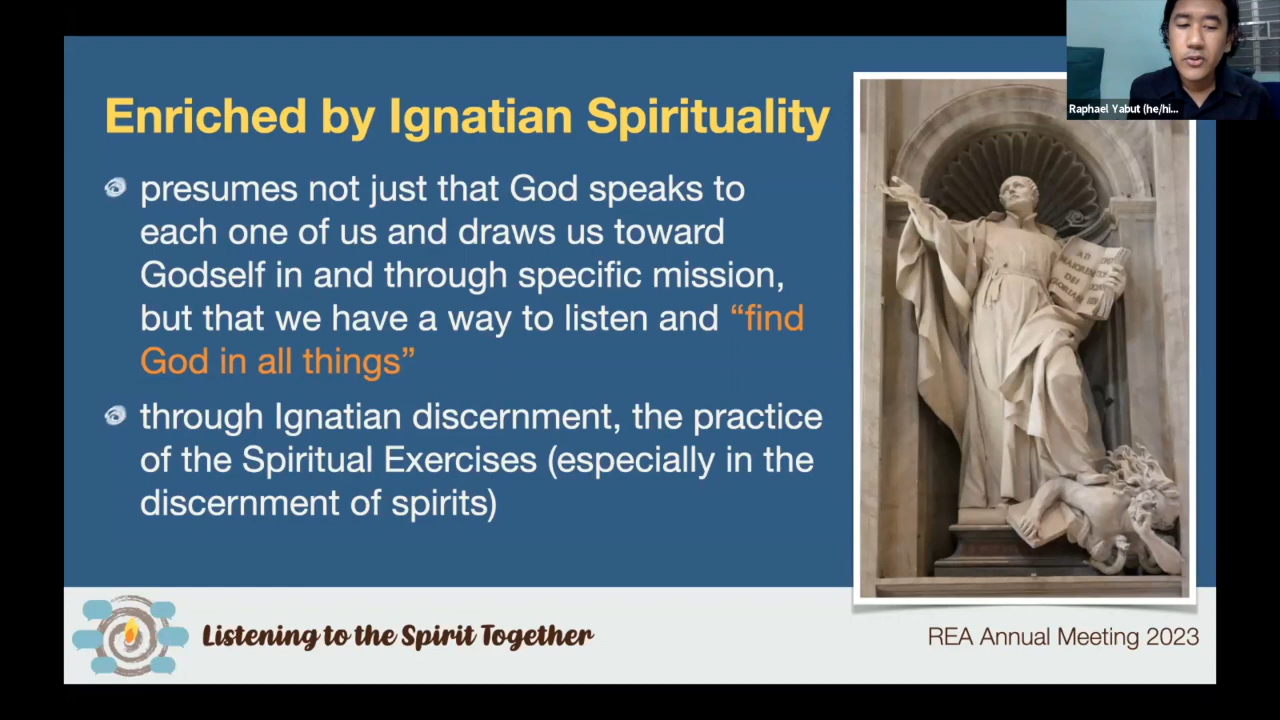 Enriched by Ignatian Spirituality
presumes not just that God speaks to
each one of us and draws us toward
Godself in and through specific mission,
but that we have a way to listen and “find
God in all things”
through Ignatian discernment, the practice
of the Spiritual Exercises (especially in the
discernment of spirits)
AD
DEI
Raphael Yabut (he/hi...
Listening to the Spirit Together
REA Annual Meeting 2023